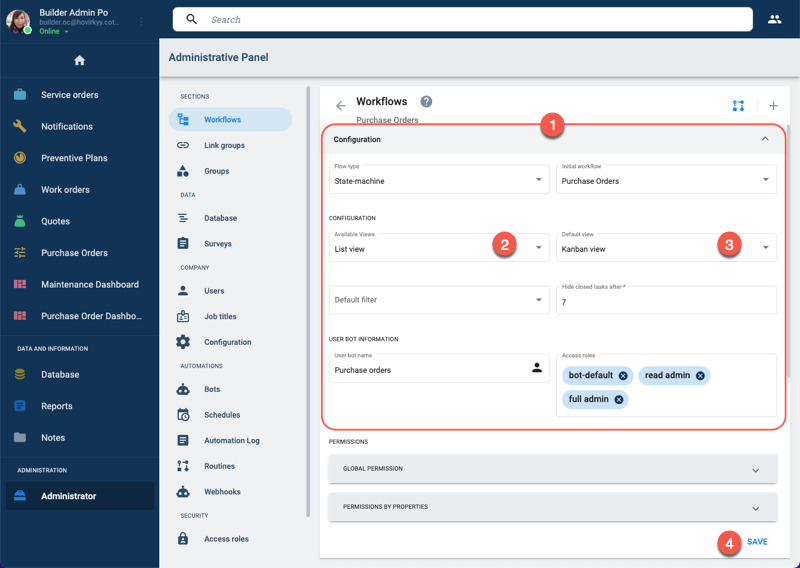 Builder Admin Po
builder.oc@hovirkyy.cot...
Online
Search
Service orders
Notifications
Preventive Plans
Work orders
Quotes
Purchase Orders
Maintenance Dashboard
Purchase Order Dashbo...
DATA AND INFORMATION
Database
Reports
Notes
ADMINISTRATION
Administrator
Administrative Panel
SECTIONS
Workflows
Link groups
Groups
DATA
Database
Surveys
COMPANY
Users
Job titles
Configuration
AUTOMATIONS
Bots
Schedules
Automation Log
Routines
Webhooks
SECURITY
Access roles
Workflows ?
Purchase Orders
1
Configuration
Flow type
State-machine
Initial workflow
Purchase Orders
CONFIGURATION
Available Views
List view
2
Default view
Kanban view
3
Default filter
Hide closed tasks after *
7
USER BOT INFORMATION
User bot name
Purchase orders
Access roles
bot-default
read admin
full admin
PERMISSIONS
GLOBAL PERMISSION
PERMISSIONS BY PROPERTIES
4
SAVE